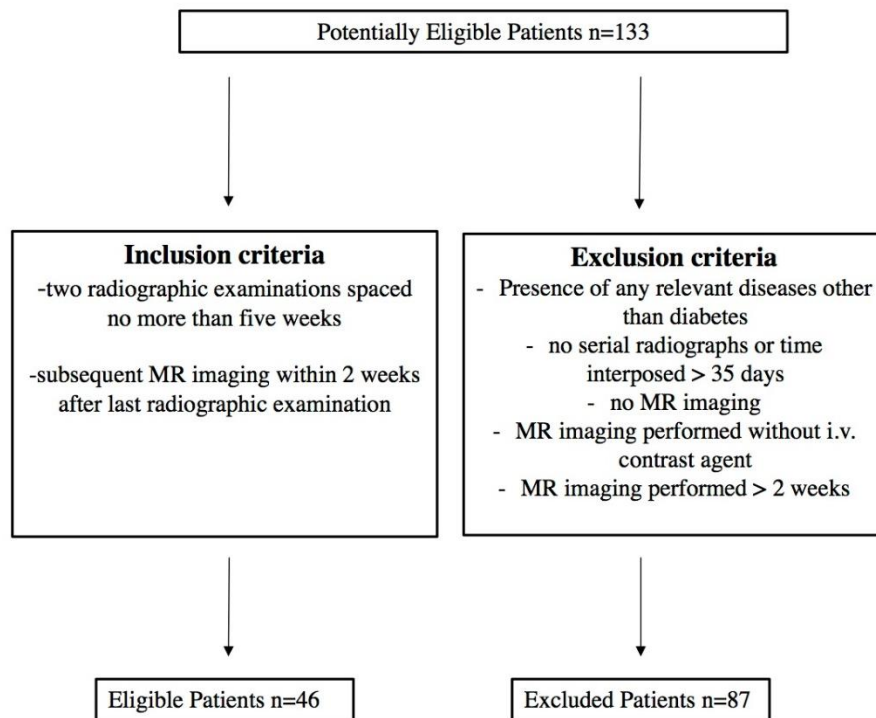 Potentially Eligible Patients n=133
Inclusion criteria
-two radiographic examinations spaced
no more than five weeks
-subsequent MR imaging within 2 weeks
after last radiographic examination
Exclusion criteria
- Presence of any relevant diseases other
than diabetes
- no serial radiographs or time
interposed > 35 days
- no MR imaging
- MR imaging performed without i.v.
contrast agent
- MR imaging performed > 2 weeks
Eligible Patients n=46
Excluded Patients n=87